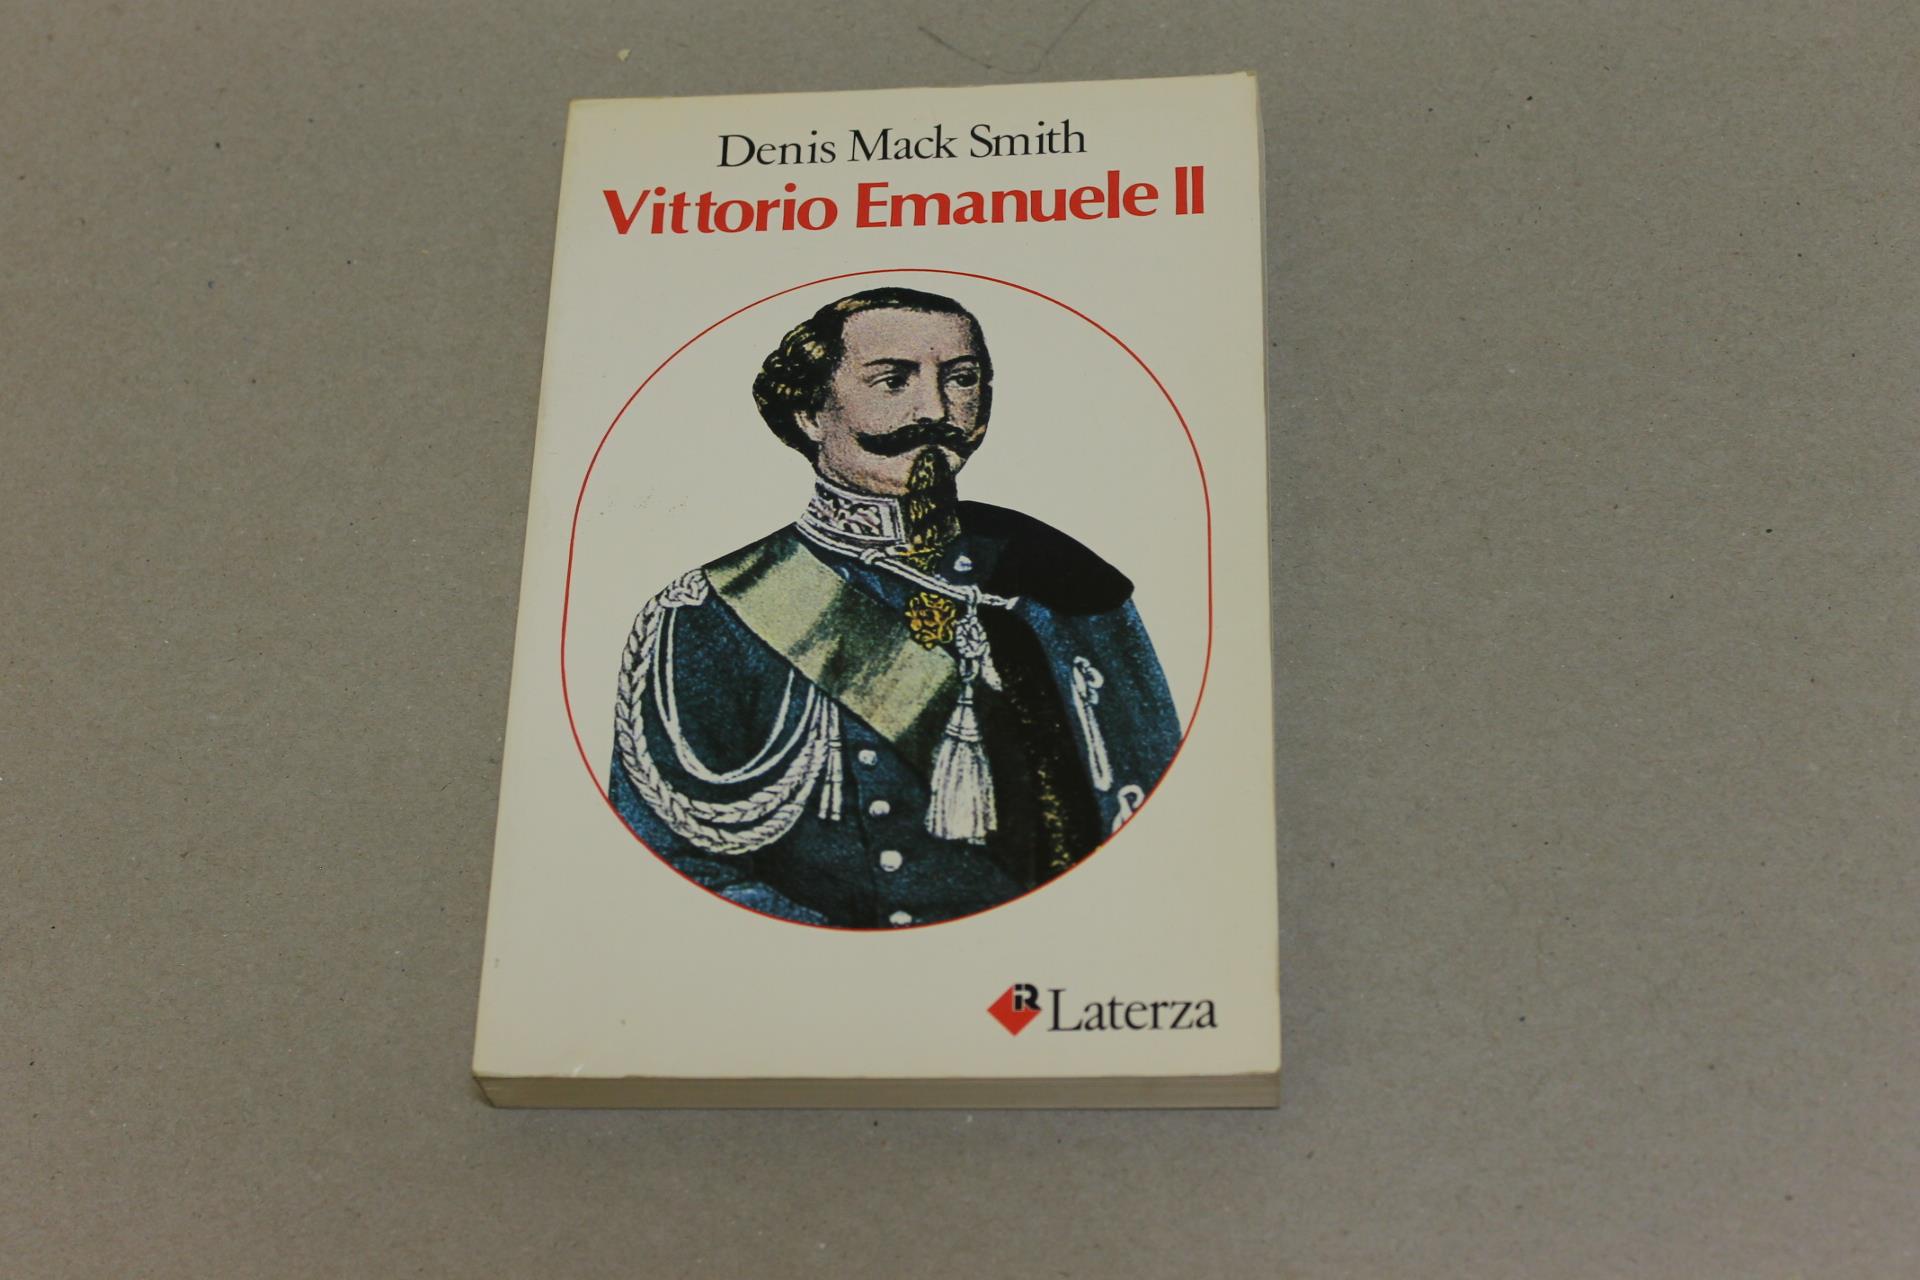 Denis Mack Smith
Vittorio Emanuele II
Laterza